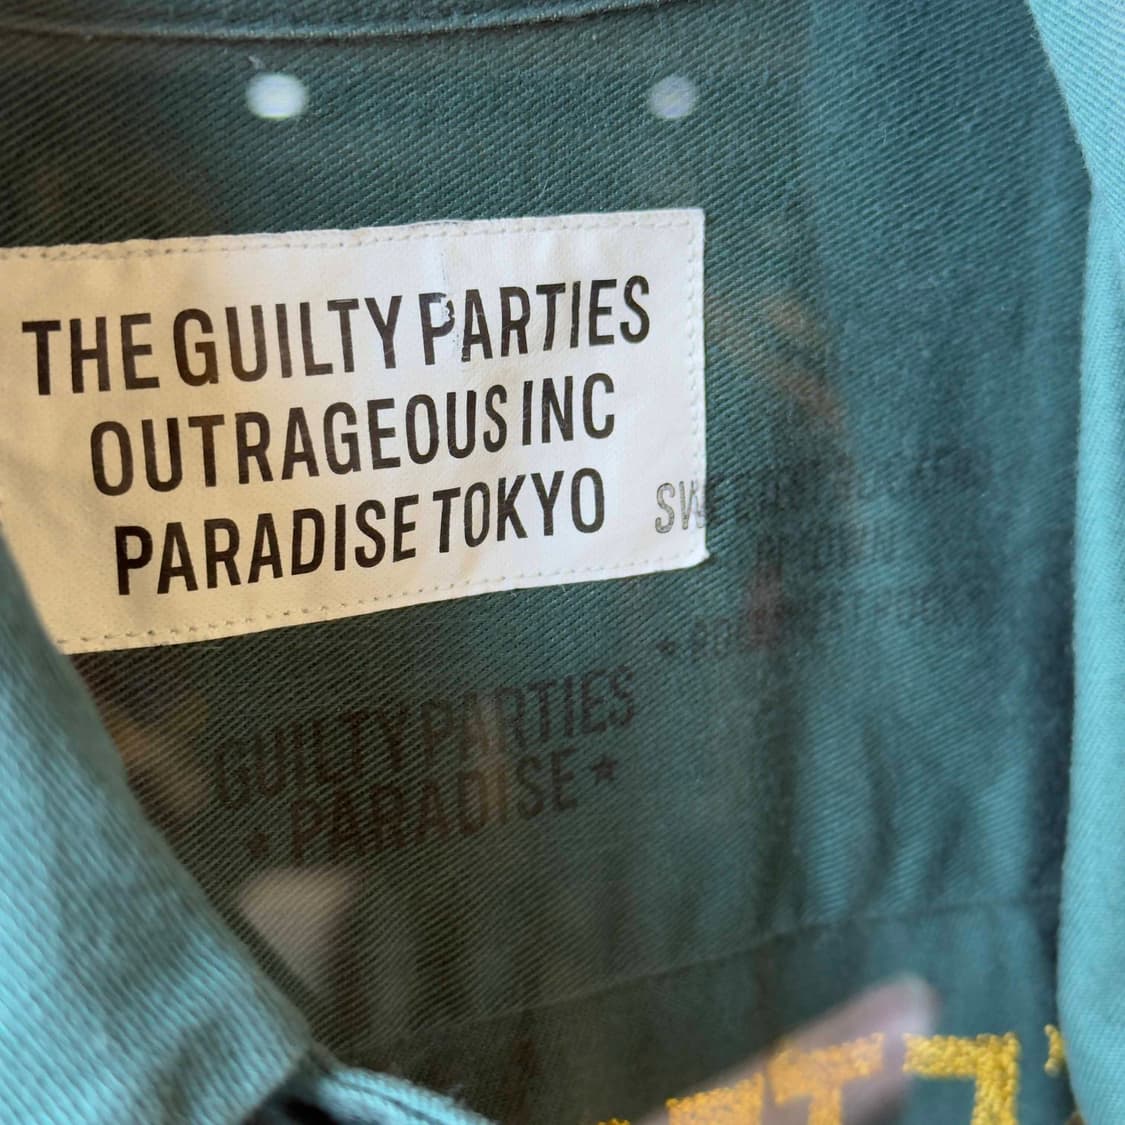 THE GUILTY PARTIES
OUTRAGEOUS INC
PARADISE TOKYO
GUILTY PARTIES
★ PARADISE ★